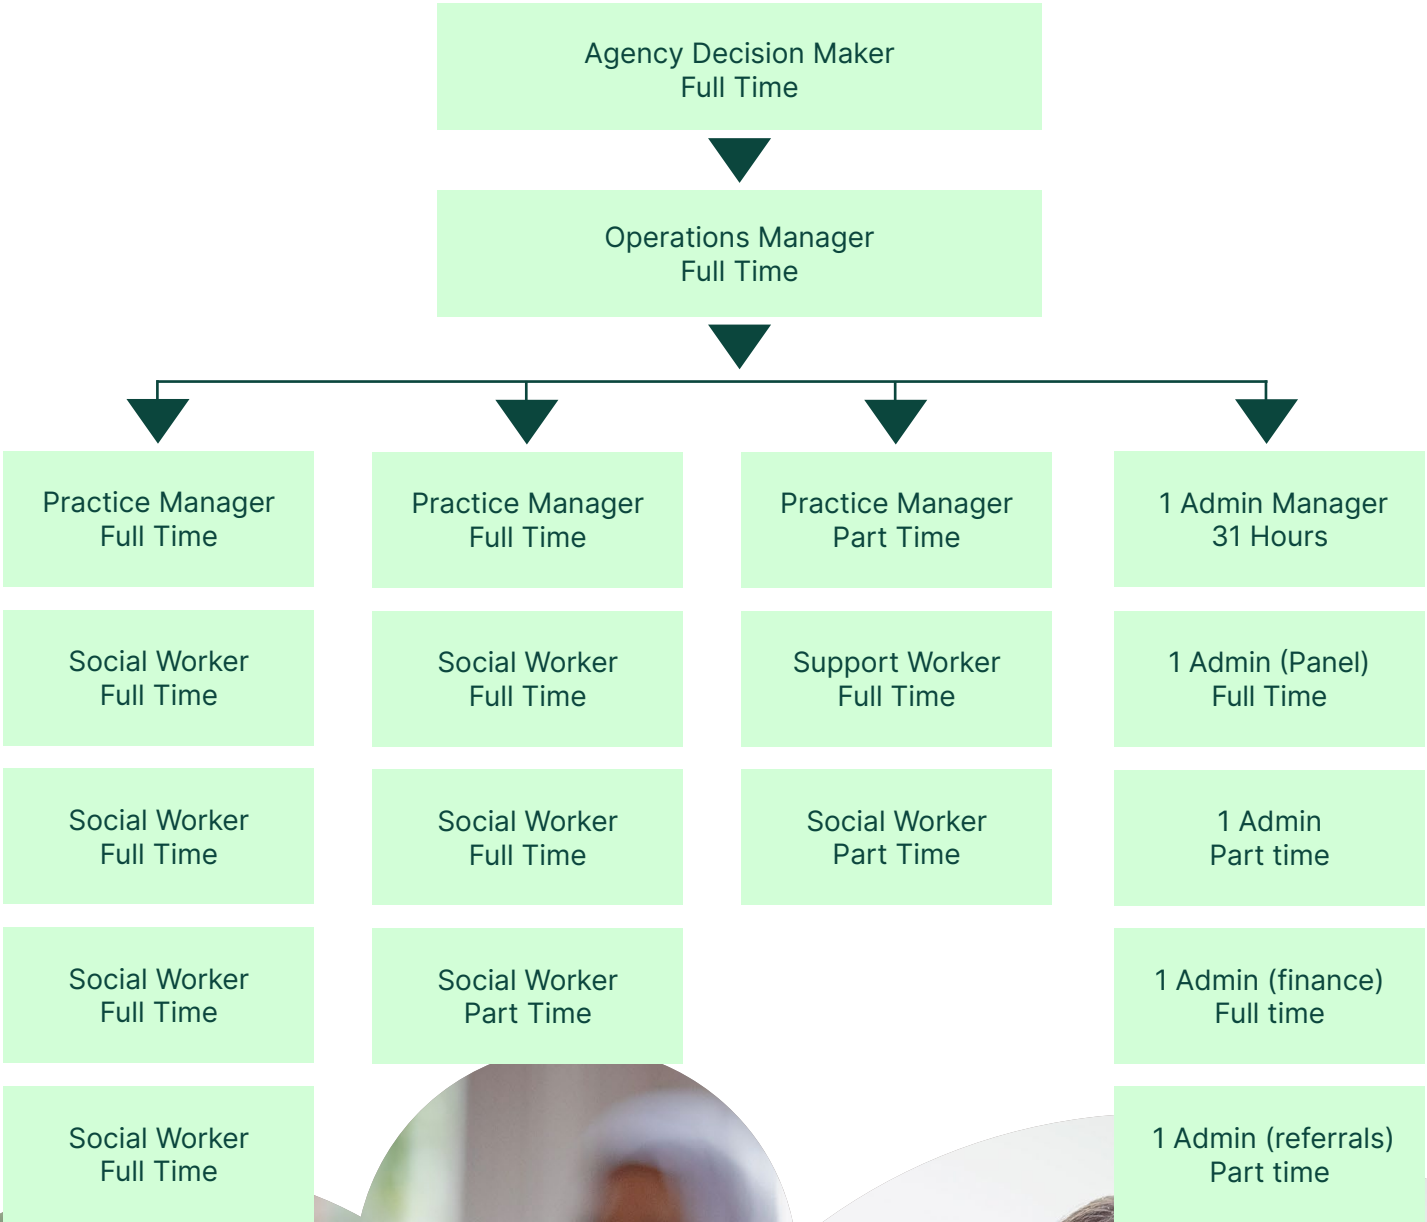 Agency Decision Maker
Full Time
Operations Manager
Full Time
Practice Manager
Full Time
Social Worker
Full Time
Social Worker
Full Time
Social Worker
Full Time
Social Worker
Full Time
Practice Manager
Full Time
Social Worker
Full Time
Social Worker
Full Time
Social Worker
Part Time
Practice Manager
Part Time
Support Worker
Full Time
Social Worker
Part Time
1 Admin Manager
31 Hours
1 Admin (Panel)
Full Time
1 Admin
Part time
1 Admin (finance)
Full time
1 Admin (referrals)
Part time